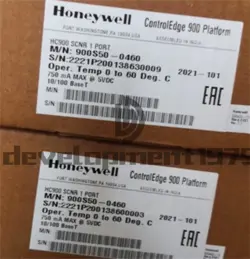 Honeywell
ControlEdge 900 Platform
HC900 SCNR 1 PORT
M/N: 900S50-0460
S/N:2221P200138630009
2021-101
Oper. Temp 0 to 60 Deg. C
750 mA MAX @ 5VDC
10/100 BaseT
EAC
development1975
Honeywell
ControlEdge 900 Platform
HC900 SCNR 1 PORT
M/N: 900S50-0460
S/N:2221P200138600003
2021-101
Oper. Temp 0 to 60 Deg. C
750 mA MAX @ 5VDC
10/100 BaseT
EAC